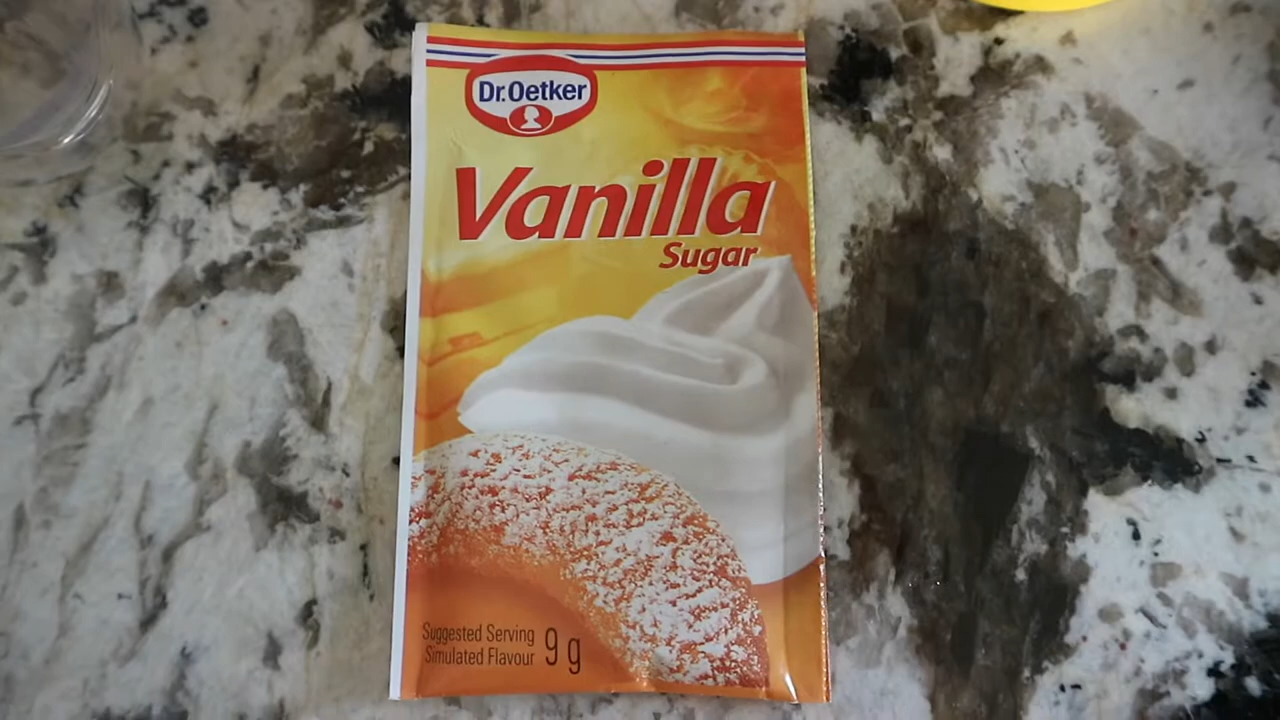 Dr.Oetker
Vanilla
Sugar
Suggested Serving
Simulated Flavour 9 g